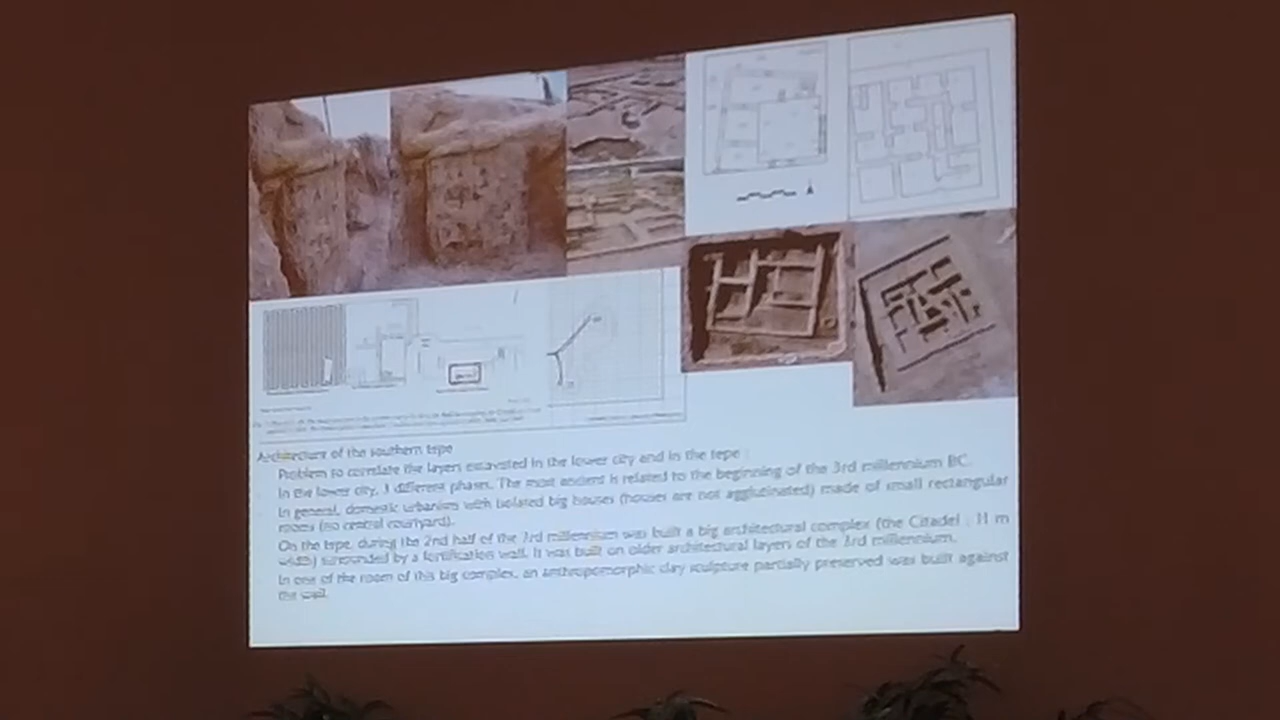 Architecture of the southern tepe
Problem to correlate the layers excavated in the lower city and in the tepe :
In the lower city, 3 different phases. The most ancient is related to the beginning of the 3rd millennium BC.
In general, domestic urbanism with isolated big houses (houses are not agglutinated) made of small rectangular
rooms (no central courtyard).
On the tepe, during the 2nd half of the 3rd millennium was built a big architectural complex (the Citadel : 11 m
width) surrounded by a fortification wall. It was built on older architectural layers of the 3rd millennium.
In one of the room of this big complex, an anthropomorphic clay sculpture partially preserved was built against
the wall.